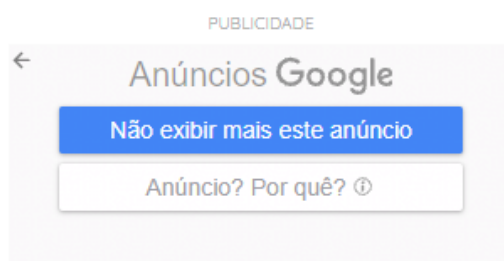 PUBLICIDADE
Anúncios Google
Não exibir mais este anúncio
Anúncio? Por quê?